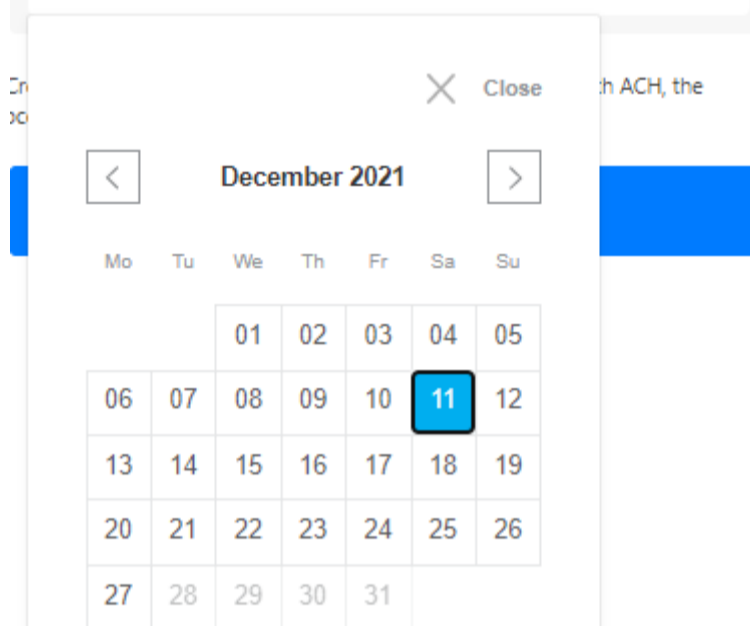 Close
h ACH, the
December 2021
Mo Tu We Th Fr Sa Su
01 02 03 04 05
06 07 08 09 10 11 12
13 14 15 16 17 18 19
20 21 22 23 24 25 26
27 28 29 30 31